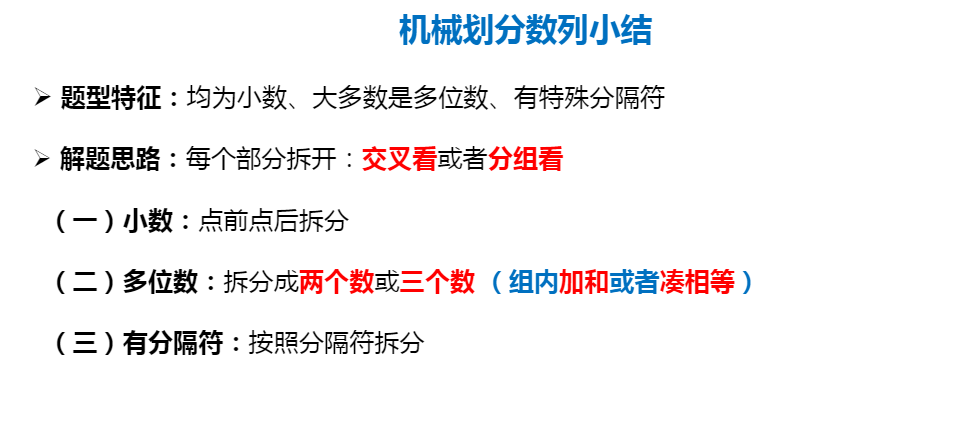 机械划分数列小结
➢ 题型特征：均为小数、大多数是多位数、有特殊分隔符
➢ 解题思路：每个部分拆开：交叉看或者分组看
（一）小数：点前点后拆分
（二）多位数：拆分成两个数或三个数（组内加和或者凑相等）
（三）有分隔符：按照分隔符拆分